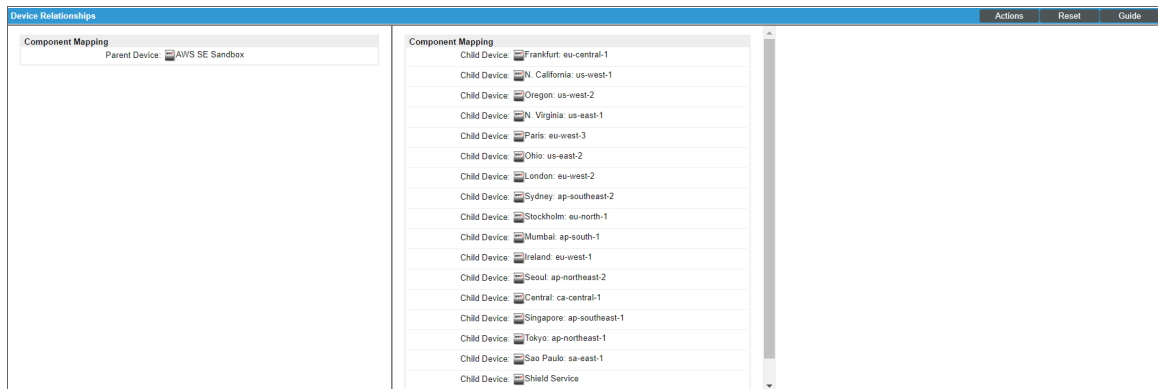 Device Relationships
Actions
Reset
Guide
Component Mapping
Parent Device: AWS SE Sandbox
Component Mapping
Child Device: Frankfurt: eu-central-1
Child Device: N. California: us-west-1
Child Device: Oregon: us-west-2
Child Device: N. Virginia: us-east-1
Child Device: Paris: eu-west-3
Child Device: Ohio: us-east-2
Child Device: London: eu-west-2
Child Device: Sydney: ap-southeast-2
Child Device: Stockholm: eu-north-1
Child Device: Mumbai: ap-south-1
Child Device: Ireland: eu-west-1
Child Device: Seoul: ap-northeast-2
Child Device: Central: ca-central-1
Child Device: Singapore: ap-southeast-1
Child Device: Tokyo: ap-northeast-1
Child Device: Sao Paulo: sa-east-1
Child Device: Shield Service